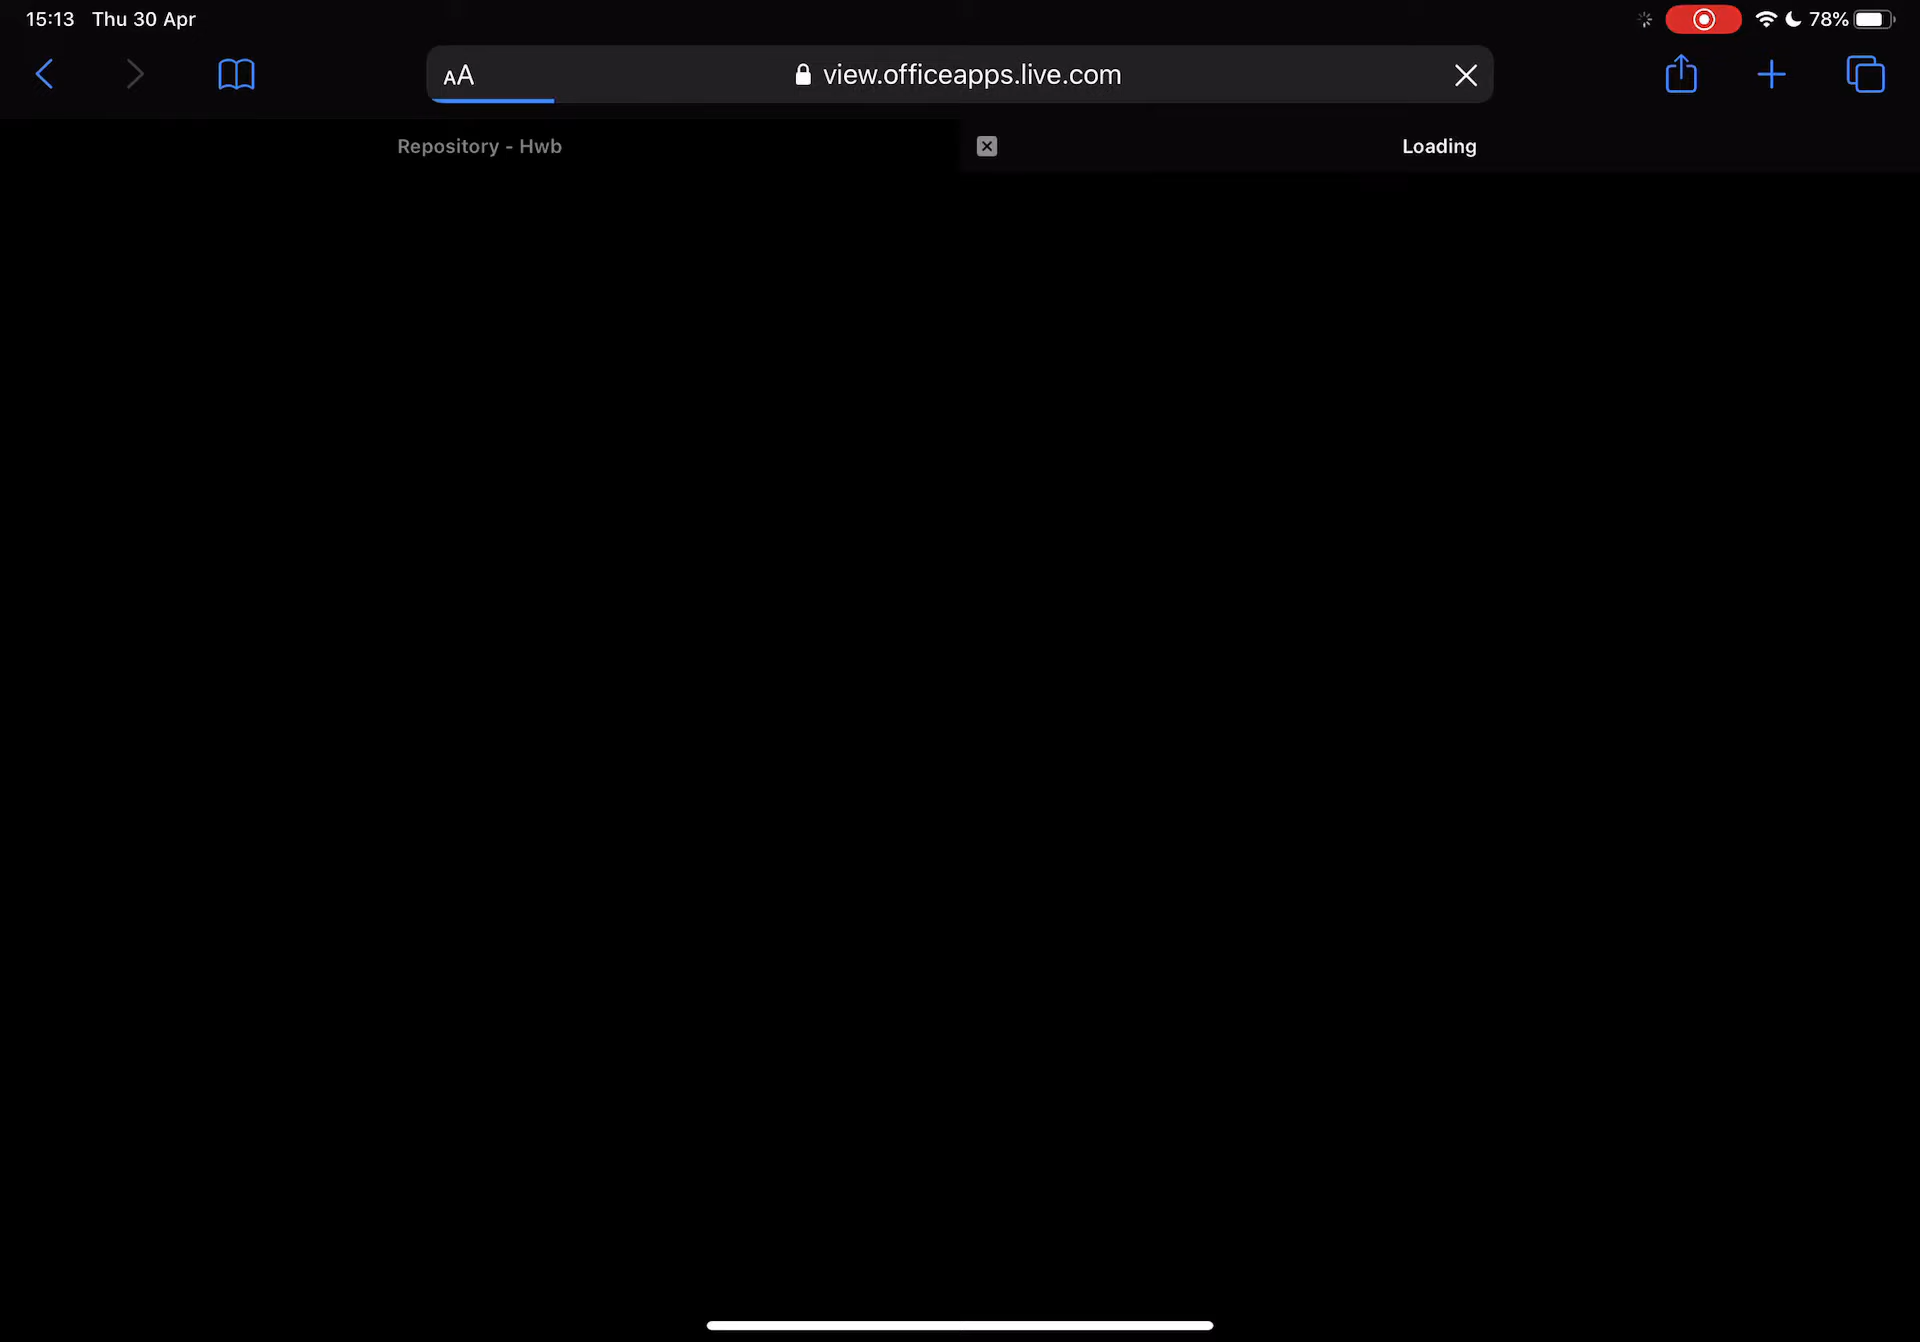 15:13 Thu 30 Apr
78%
AA
view.officeapps.live.com
Repository - Hwb
Loading